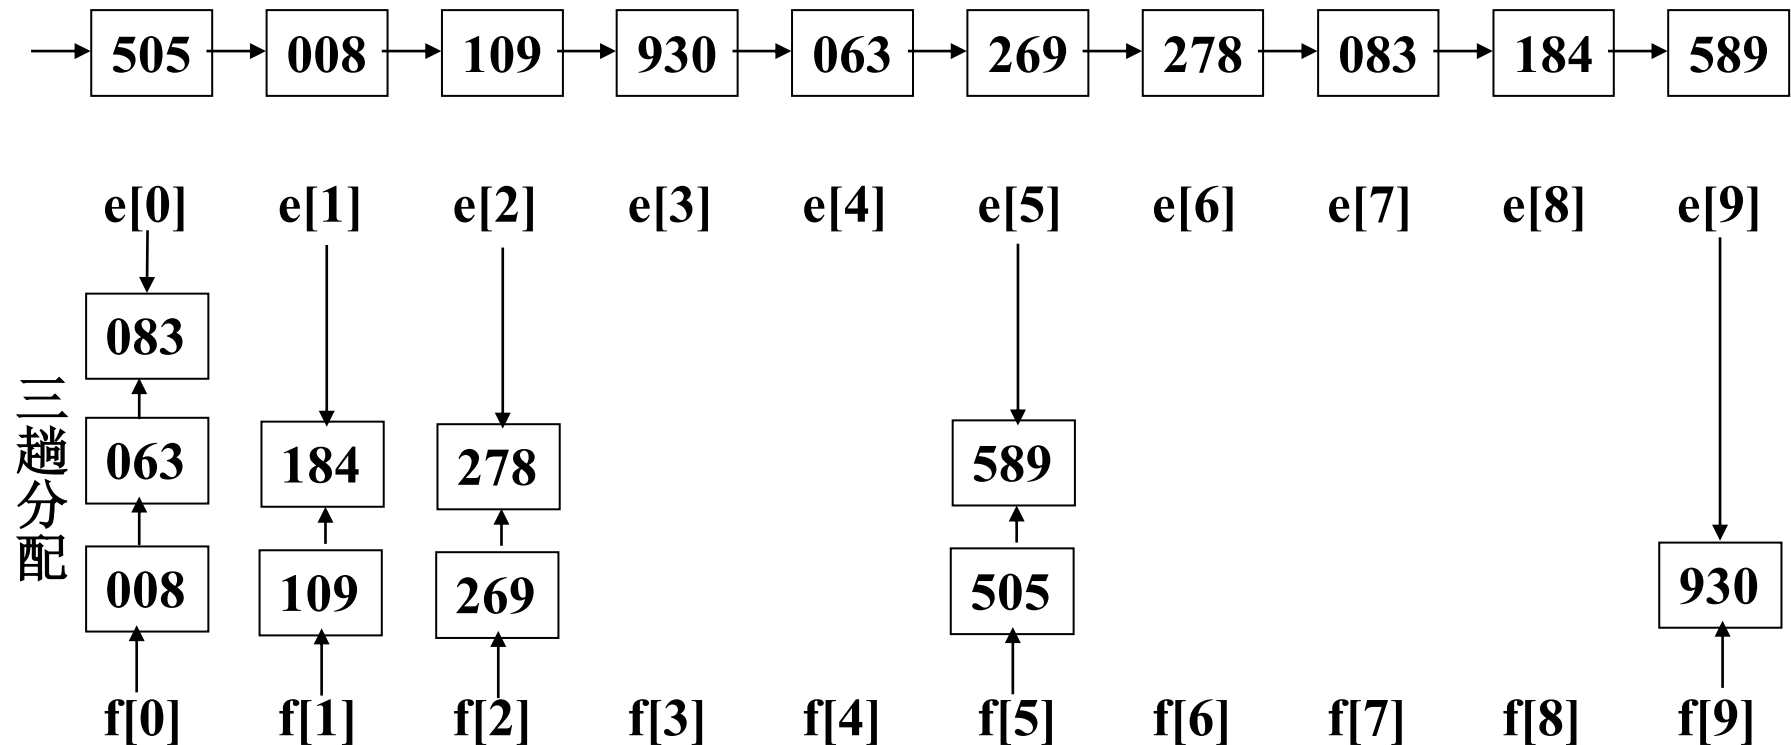 505 008 109 930 063 269 278 083 184 589
e[0] e[1] e[2] e[3] e[4] e[5] e[6] e[7] e[8] e[9]
083
063 184 278 589
008 109 269 505 930
f[0] f[1] f[2] f[3] f[4] f[5] f[6] f[7] f[8] f[9]
三趟分配